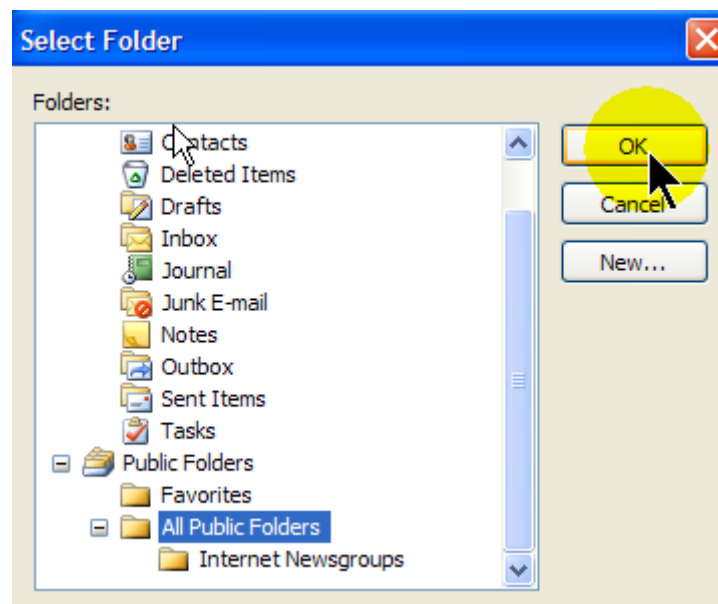 Select Folder
Folders:
Contacts
Deleted Items
Drafts
Inbox
Journal
Junk E-mail
Notes
Outbox
Sent Items
Tasks
Public Folders
Favorites
All Public Folders
Internet Newsgroups
OK
Cancel
New...